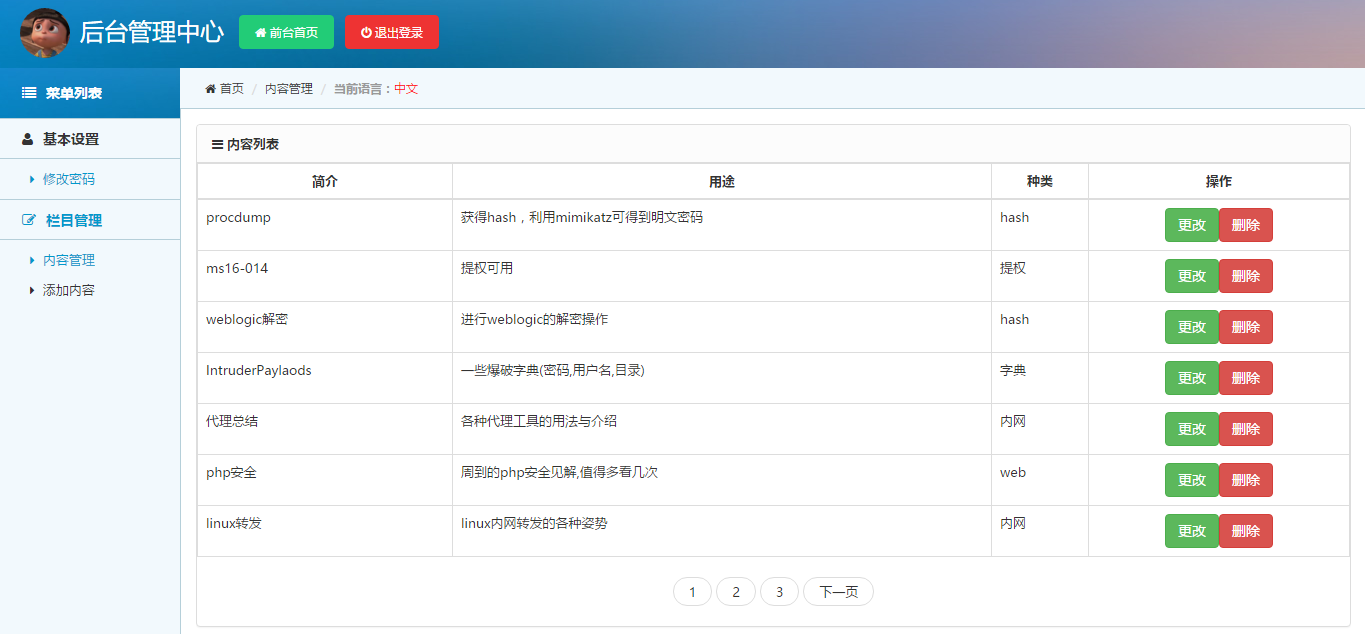 后台管理中心 前台首页 退出登录
菜单列表
基本设置
修改密码
栏目管理
内容管理
添加内容
首页 / 内容管理 / 当前语言：中文
内容列表
简介 用途 种类 操作
procdump 获得hash，利用mimikatz可得到明文密码 hash 更改 删除
ms16-014 提权可用 提权 更改 删除
weblogic解密 进行weblogic的解密操作 hash 更改 删除
IntruderPaylaods 一些爆破字典(密码,用户名,目录) 字典 更改 删除
代理总结 各种代理工具的用法与介绍 内网 更改 删除
php安全 周到的php安全见解,值得多看几次 web 更改 删除
linux转发 linux内网转发的各种姿势 内网 更改 删除
1 2 3 下一页